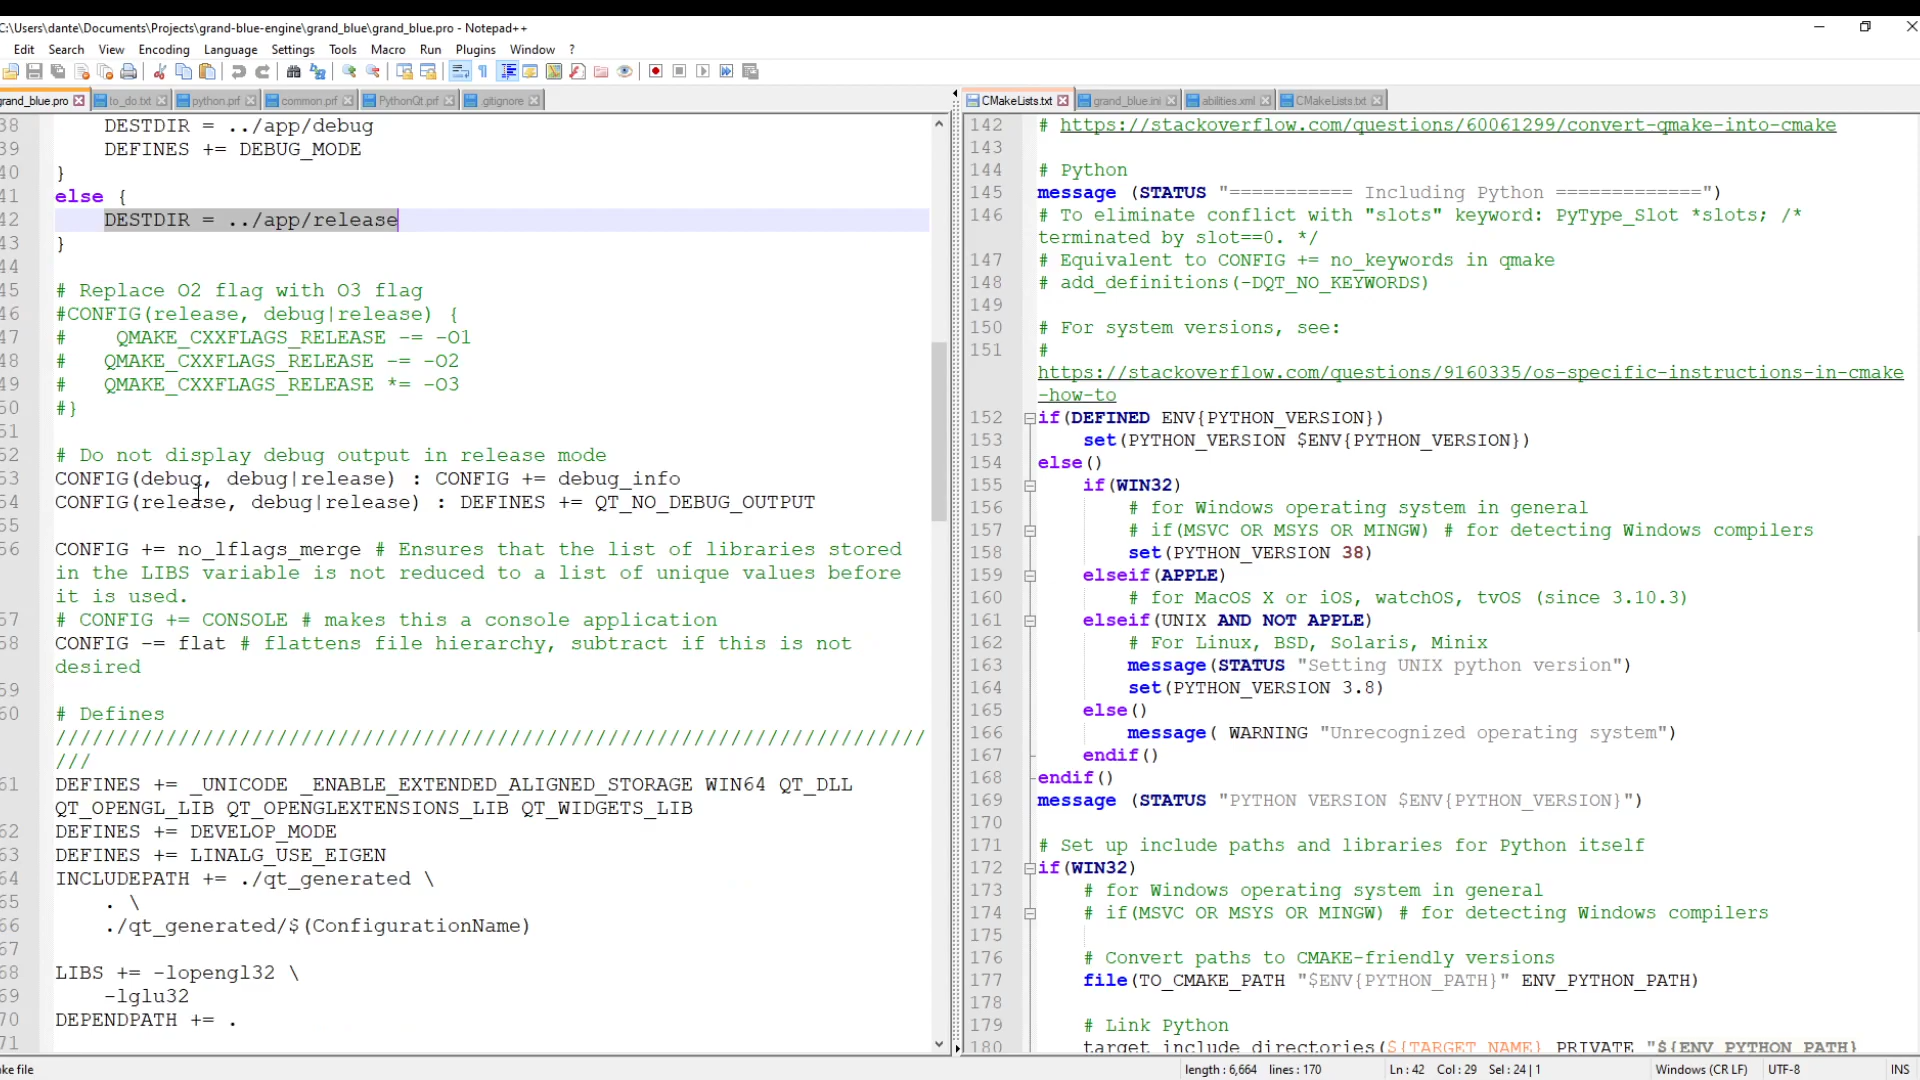 C:\Users\dante\Documents\Projects\grand-blue-engine\grand_blue\grand_blue.pro - Notepad++
Edit Search View Encoding Language Settings Tools Macro Run Plugins Window ?
grand_blue.pro to_do.txt python.prf common.prf PythonQt.prf .gitignore
38 DESTDIR = ../app/debug
39 DEFINES += DEBUG_MODE
40 }
41 else {
42 DESTDIR = ../app/release
43 }
44
45 # Replace O2 flag with O3 flag
46 #CONFIG(release, debug|release) {
47 # QMAKE_CXXFLAGS_RELEASE -= -O1
48 # QMAKE_CXXFLAGS_RELEASE -= -O2
49 # QMAKE_CXXFLAGS_RELEASE *= -O3
50 #}
51
52 # Do not display debug output in release mode
53 CONFIG(debug, debug|release) : CONFIG += debug_info
54 CONFIG(release, debug|release) : DEFINES += QT_NO_DEBUG_OUTPUT
55
56 CONFIG += no_lflags_merge # Ensures that the list of libraries stored
in the LIBS variable is not reduced to a list of unique values before
it is used.
57 # CONFIG += CONSOLE # makes this a console application
58 CONFIG -= flat # flattens file hierarchy, subtract if this is not
desired
59
60 # Defines
///////////////////////////////////////////////////////////////////////
///
61 DEFINES += _UNICODE _ENABLE_EXTENDED_ALIGNED_STORAGE WIN64 QT_DLL
QT_OPENGL_LIB QT_OPENGLEXTENSIONS_LIB QT_WIDGETS_LIB
62 DEFINES += DEVELOP_MODE
63 DEFINES += LINALG_USE_EIGEN
64 INCLUDEPATH += ./qt_generated \
65 . \
66 ./qt_generated/$(ConfigurationName)
67
68 LIBS += -lopengl32 \
69 -lglu32
70 DEPENDPATH += .
71
CMakeLists.txt grand_blue.ini abilities.xml CMakeLists.txt
142 # https://stackoverflow.com/questions/60061299/convert-qmake-into-cmake
143
144 # Python
145 message (STATUS "=========== Including Python =============")
146 # To eliminate conflict with "slots" keyword: PyType_Slot *slots; /*
terminated by slot==0. */
147 # Equivalent to CONFIG += no_keywords in qmake
148 # add_definitions(-DQT_NO_KEYWORDS)
149
150 # For system versions, see:
151 #
https://stackoverflow.com/questions/9160335/os-specific-instructions-in-cmake
-how-to
152 if(DEFINED ENV{PYTHON_VERSION})
153 set(PYTHON_VERSION $ENV{PYTHON_VERSION})
154 else()
155 if(WIN32)
156 # for Windows operating system in general
157 # if(MSVC OR MSYS OR MINGW) # for detecting Windows compilers
158 set(PYTHON_VERSION 38)
159 elseif(APPLE)
160 # for MacOS X or iOS, watchOS, tvOS (since 3.10.3)
161 elseif(UNIX AND NOT APPLE)
162 # For Linux, BSD, Solaris, Minix
163 message(STATUS "Setting UNIX python version")
164 set(PYTHON_VERSION 3.8)
165 else()
166 message( WARNING "Unrecognized operating system")
167 endif()
168 endif()
169 message (STATUS "PYTHON VERSION $ENV{PYTHON_VERSION}")
170
171 # Set up include paths and libraries for Python itself
172 if(WIN32)
173 # for Windows operating system in general
174 # if(MSVC OR MSYS OR MINGW) # for detecting Windows compilers
175
176 # Convert paths to CMAKE-friendly versions
177 file(TO_CMAKE_PATH "$ENV{PYTHON_PATH}" ENV_PYTHON_PATH)
178
179 # Link Python
180 target_include_directories(${TARGET_NAME} PRIVATE "${ENV_PYTHON_PATH}
ake file length : 6,664 lines : 170 Ln : 42 Col : 29 Sel : 24 | 1 Windows (CR LF) UTF-8 INS